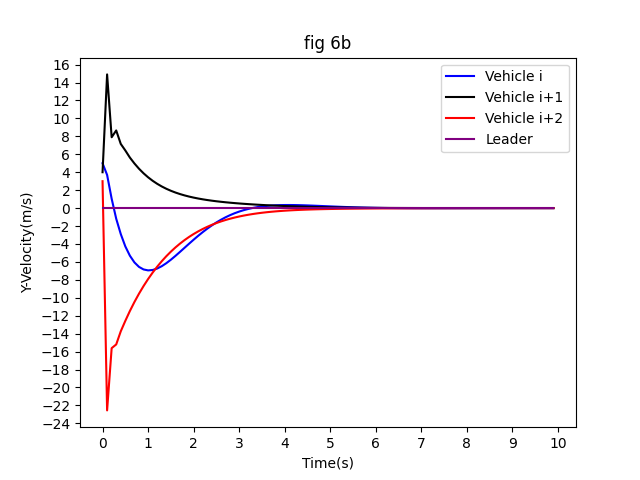 fig 6b
Vehicle i
Vehicle i+1
Vehicle i+2
Leader
Y-Velocity(m/s)
16
14
12
10
8
6
4
2
0
−2
−4
−6
−8
−10
−12
−14
−16
−18
−20
−22
−24
0 1 2 3 4 5 6 7 8 9 10
Time(s)